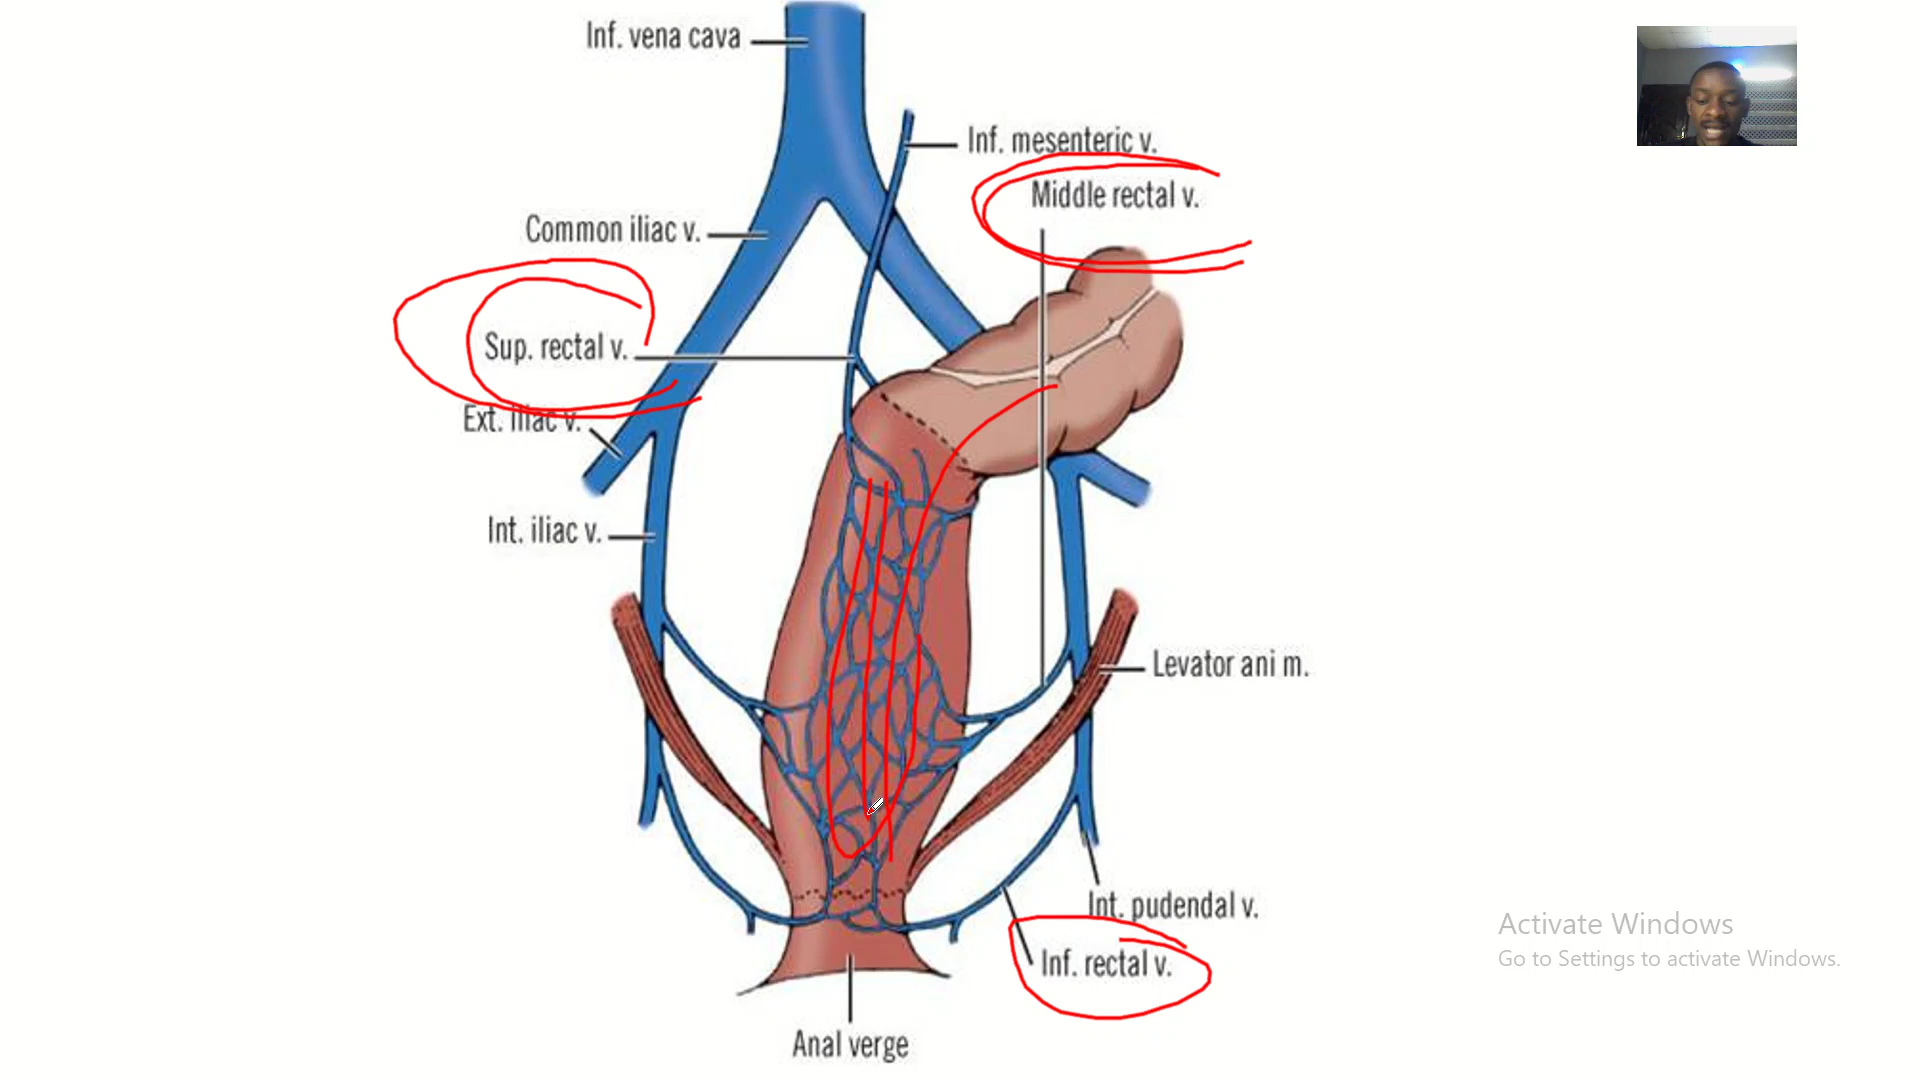 Inf. vena cava
Inf. mesenteric v.
Middle rectal v.
Common iliac v.
Sup. rectal v.
Ext. iliac v.
Int. iliac v.
Levator ani m.
Int. pudendal v.
Inf. rectal v.
Anal verge
Activate Windows
Go to Settings to activate Windows.